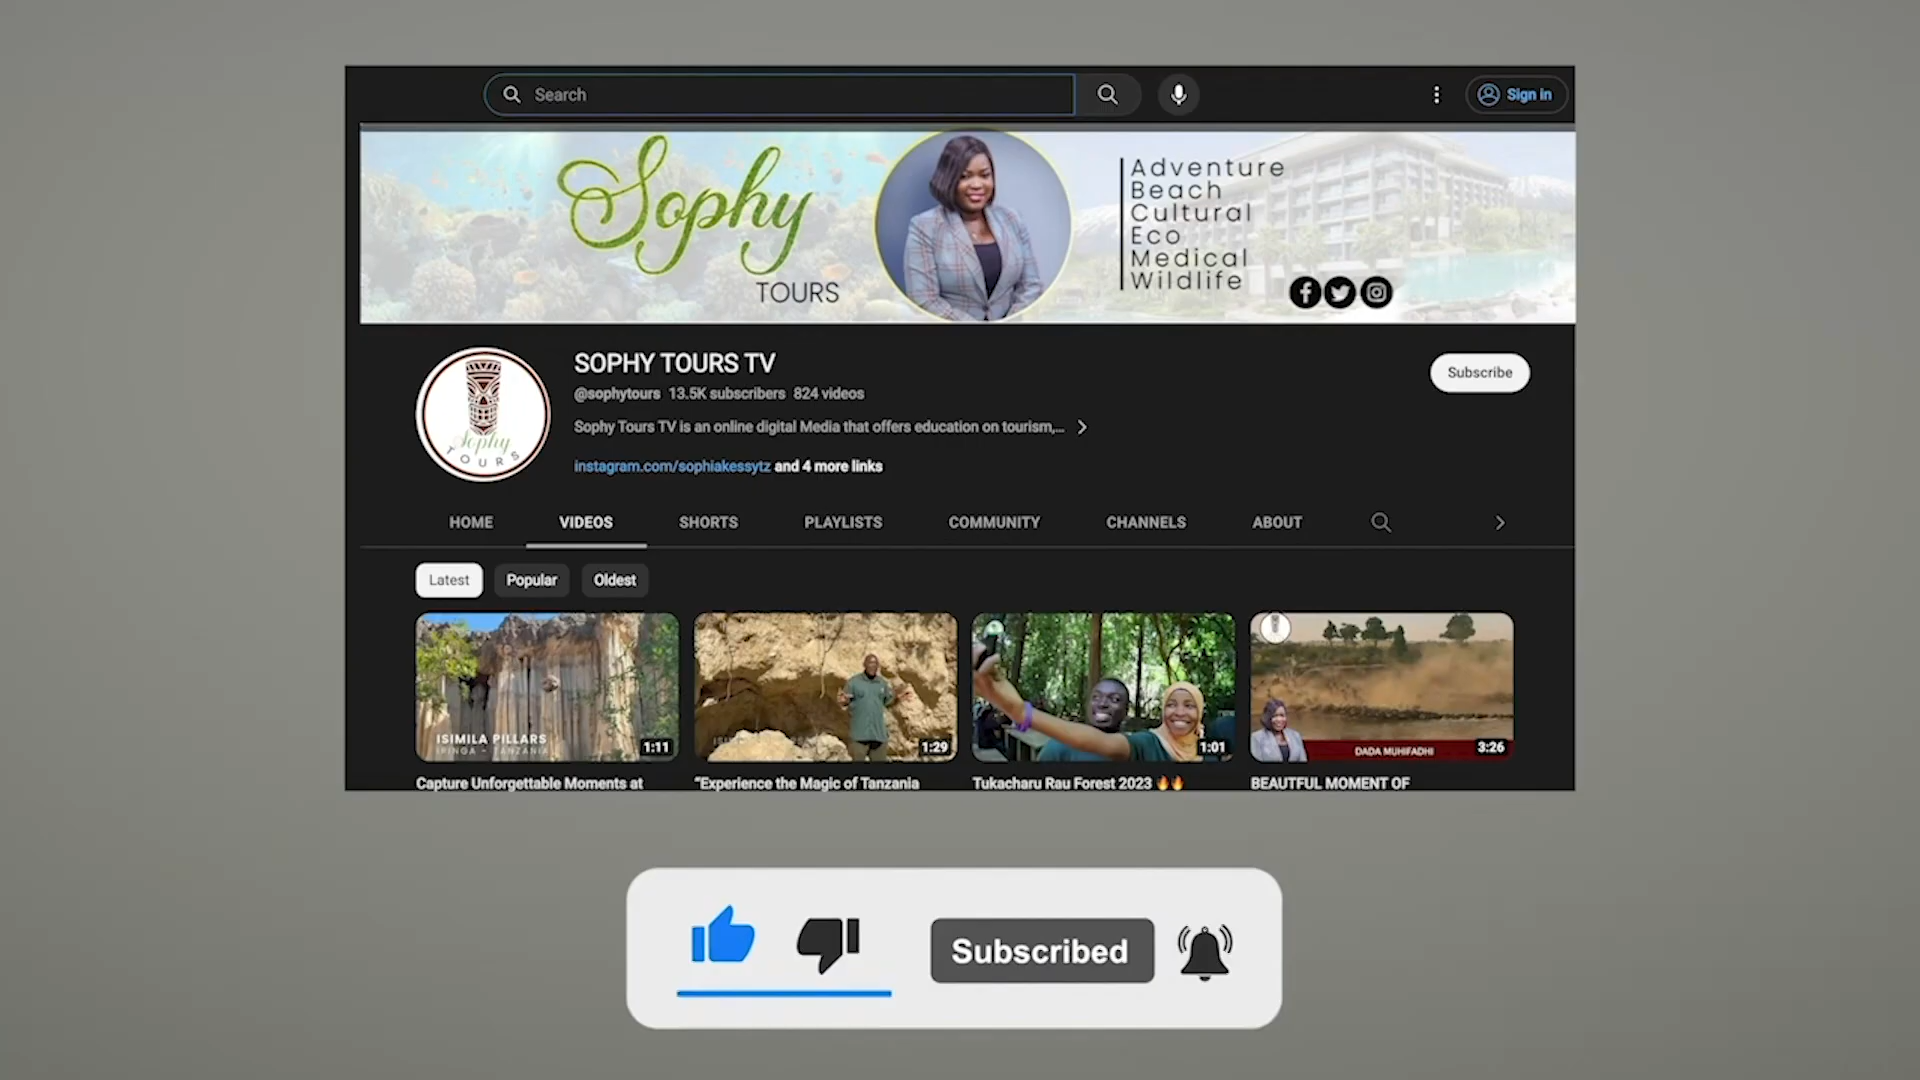 Search
Sign in
Sophy
TOURS
Adventure
Beach
Cultural
Eco
Medical
Wildlife
SOPHY TOURS TV
@sophytours 13.5K subscribers 824 videos
Subscribe
Sophy Tours TV is an online digital Media that offers education on tourism,...
instagram.com/sophiakessytz and 4 more links
Sophy
TOURS
HOME VIDEOS SHORTS PLAYLISTS COMMUNITY CHANNELS ABOUT
Latest Popular Oldest
ISIMILA PILLARS
IRINGA - TANZANIA
1:11
1:29
1:01
DADA MUHIFADHI
3:26
Capture Unforgettable Moments at
“Experience the Magic of Tanzania
Tukacharu Rau Forest 2023 🔥🔥
BEAUTFUL MOMENT OF
Subscribed